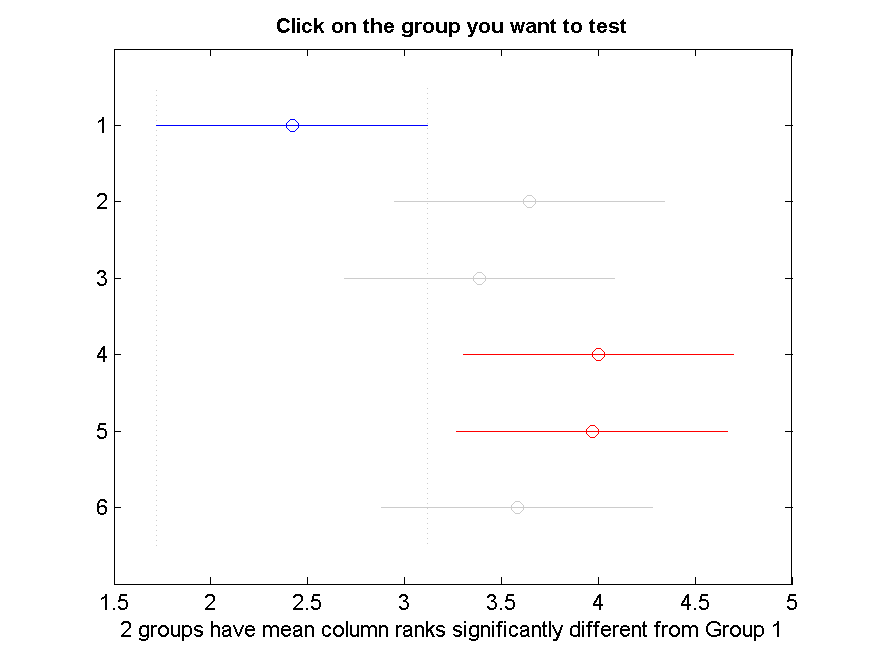 Click on the group you want to test
1
2
3
4
5
6
1.5 2 2.5 3 3.5 4 4.5 5
2 groups have mean column ranks significantly different from Group 1